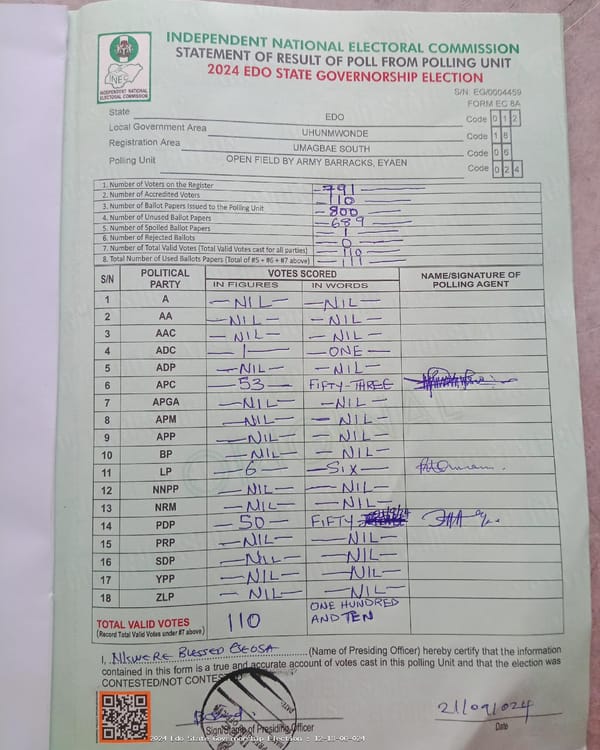 INDEPENDENT NATIONAL ELECTORAL COMMISSION
STATEMENT OF RESULT OF POLL FROM POLLING UNIT
2024 EDO STATE GOVERNORSHIP ELECTION
INEC
INDEPENDENT NATIONAL ELECTORAL COMMISSION
S/N EG/0004459
FORM EC 8A
State EDO Code 0 1 2
Local Government Area UHUNMWONDE Code 1 8
Registration Area UMAGBAE SOUTH Code 0 6
Polling Unit OPEN FIELD BY ARMY BARRACKS, EYAEN Code 0 2 4
1. Number of Voters on the Register 791
2. Number of Accredited Voters 110
3. Number of Ballot Papers Issued to the Polling Unit 800
4. Number of Unused Ballot Papers 689
5. Number of Spoiled Ballot Papers 1
6. Number of Rejected Ballots 0
7. Number of Total Valid Votes (Total Valid Votes cast for all parties) 110
8. Total Number of Used Ballots Papers (Total of #5 + #6 + #7 above) 111
S/N POLITICAL PARTY VOTES SCORED NAME/SIGNATURE OF POLLING AGENT
IN FIGURES IN WORDS
1 A NIL NIL
2 AA NIL NIL
3 AAC NIL NIL
4 ADC 1 ONE
5 ADP NIL NIL
6 APC 53 FIFTY-THREE
7 APGA NIL NIL
8 APM NIL NIL
9 APP NIL NIL
10 BP NIL NIL
11 LP 6 SIX
12 NNPP NIL NIL
13 NRM NIL NIL
14 PDP 50 FIFTY
15 PRP NIL NIL
16 SDP NIL NIL
17 YPP NIL NIL
18 ZLP NIL NIL
TOTAL VALID VOTES 110 ONE HUNDRED AND TEN
(Record Total Valid Votes under #7 above)
I, BLESSED (Name of Presiding Officer) hereby certify that the information
contained in this form is a true and accurate account of votes cast in this polling Unit and that the election was
CONTESTED/NOT CONTESTED
Sign/Stamp of Presiding Officer
21/09/2024
Date
2024 Edo State Governorship Election - 12-18-06-024